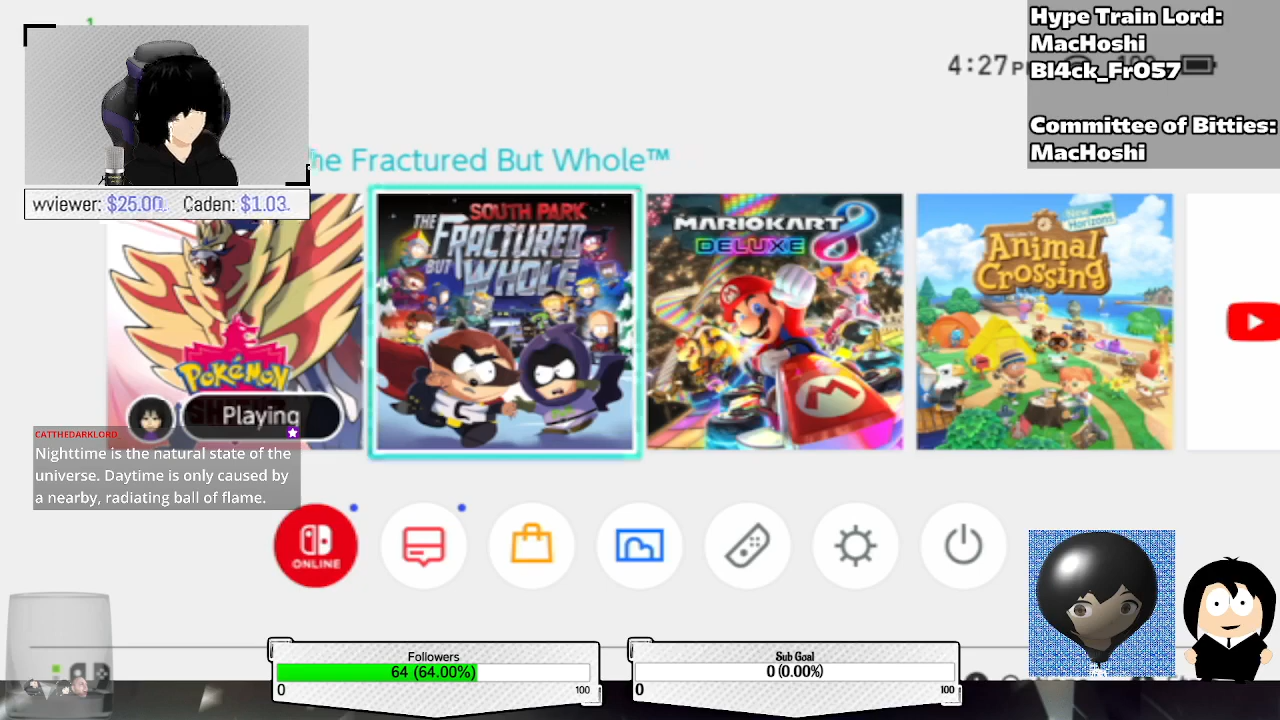 Hype Train Lord:
MacHoshi
Bl4ck_Fr057
Committee of Bitties:
MacHoshi
4:27
he Fractured But Whole™
wviewer: $25.00. Caden: $1.03.
SOUTH PARK
THE
FRACTURED
BUT
WHOLE
MARIOKART 8
DELUXE
New
Horizons
Animal
Crossing
POKéMON
Playing
CATTHEDARKLORD
Nighttime is the natural state of the
universe. Daytime is only caused by
a nearby, radiating ball of flame.
ONLINE
Followers
64 (64.00%)
0
100
Sub Goal
0 (0.00%)
0
100